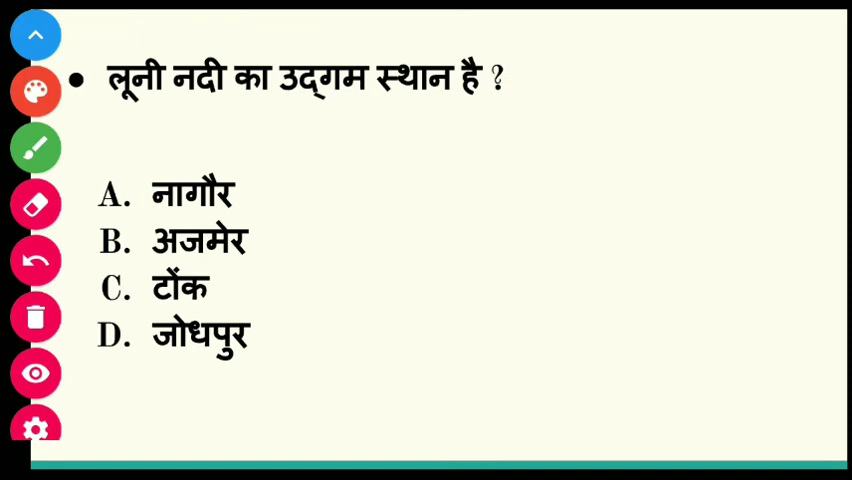 ● लूनी नदी का उद्गम स्थान है ?
A. नागौर
B. अजमेर
C. टोंक
D. जोधपुर